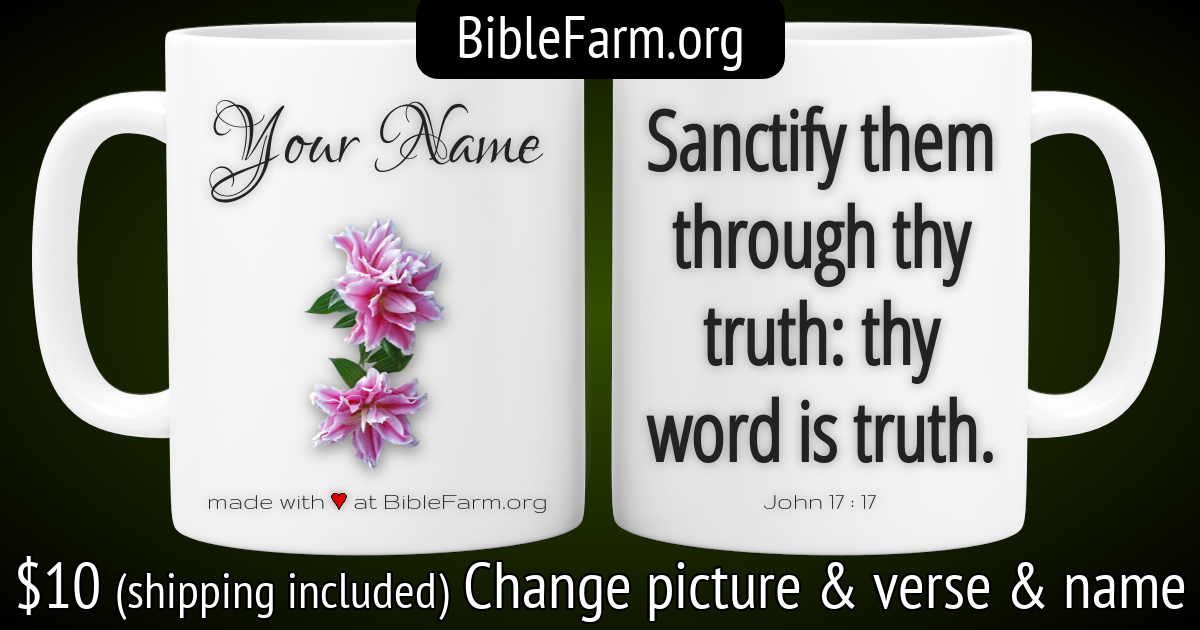 BibleFarm.org
Your Name
made with ♥ at BibleFarm.org
Sanctify them
through thy
truth: thy
word is truth.
John 17 : 17
$10 (shipping included) Change picture & verse & name